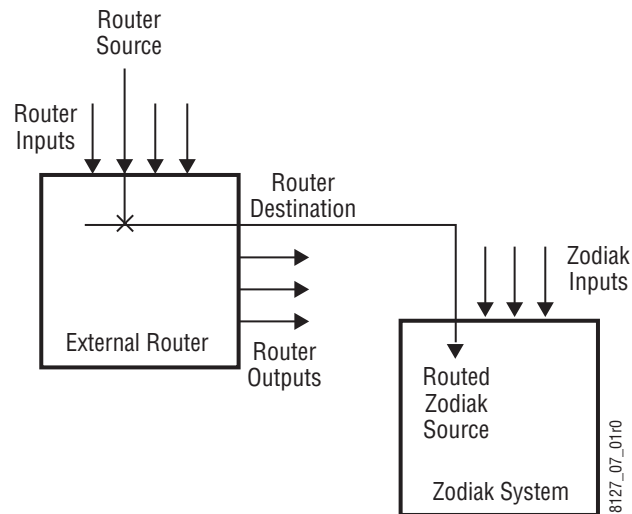 Router
Source
Router
Inputs
Router
Destination
Zodiak
Inputs
External Router
Router
Outputs
Routed
Zodiak
Source
Zodiak System
8127_07_01r0